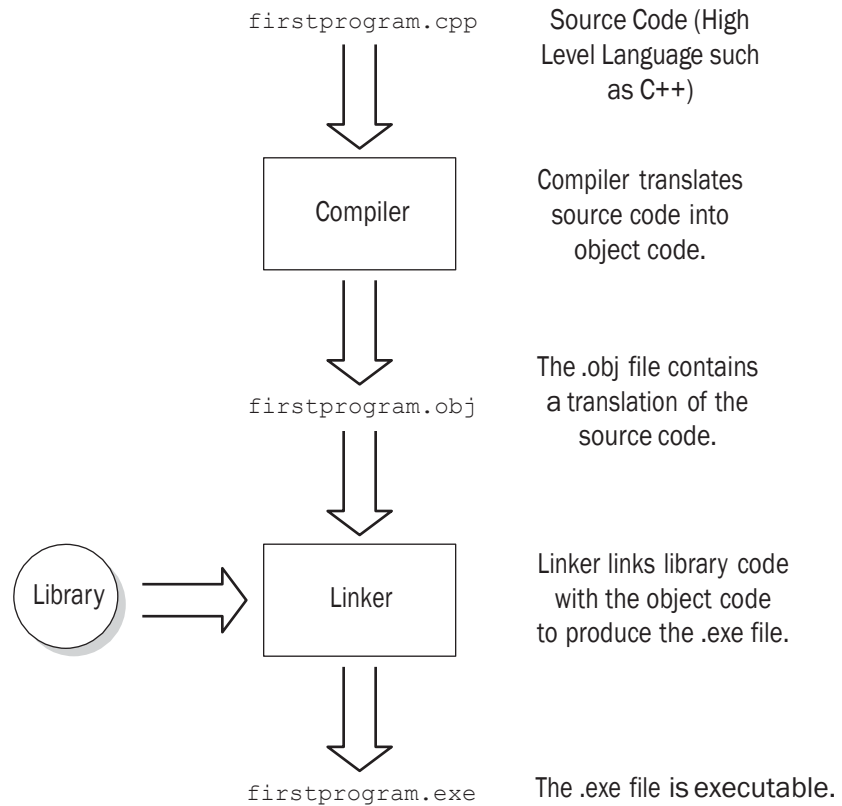 firstprogram.cpp
Source Code (High
Level Language such
as C++)
Compiler
Compiler translates
source code into
object code.
firstprogram.obj
The .obj file contains
a translation of the
source code.
Library
Linker
Linker links library code
with the object code
to produce the .exe file.
firstprogram.exe
The .exe file is executable.